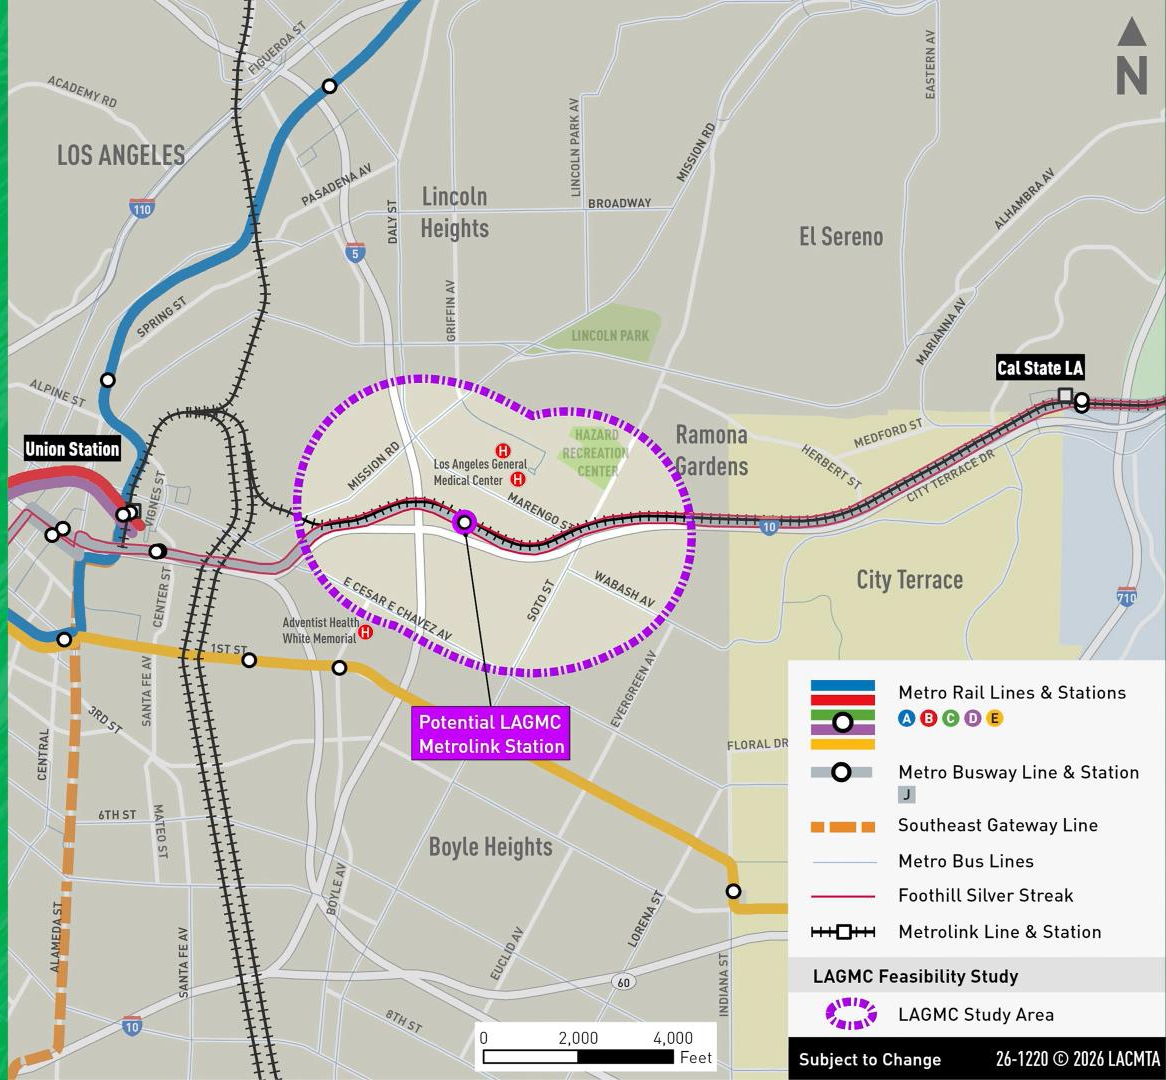 FIGUEROA ST
ACADEMY RD
N
EASTERN AV
LOS ANGELES
110
PASADENA AV
LINCOLN PARK AV
MISSION RD
Lincoln
Heights
BROADWAY
ALHAMBRA AV
DALY ST
5
El Sereno
SPRING ST
GRIFFIN AV
LINCOLN PARK
MARIANNA AV
Cal State LA
ALPINE ST
Union Station
MISSION RD
Los Angeles General
Medical Center
H
H
HAZARD
RECREATION
CENTER
Ramona
Gardens
MEDFORD ST
HERBERT ST
CITY TERRACE DR
VIGNES ST
MARENGO ST
10
City Terrace
710
CENTER ST
E CESAR E CHAVEZ AV
SOTO ST
WABASH AV
Adventist Health
White Memorial
H
1ST ST
SANTA FE AV
EVERGREEN AV
3RD ST
CENTRAL
Potential LAGMC
Metrolink Station
FLORAL DR
6TH ST
MATEO ST
Boyle Heights
BOYLE AV
LORENA ST
ALAMEDA ST
SANTA FE AV
EUCLID AV
INDIANA ST
60
10
8TH ST
0 2,000 4,000
Feet
Metro Rail Lines & Stations
A B C D E
Metro Busway Line & Station
J
Southeast Gateway Line
Metro Bus Lines
Foothill Silver Streak
Metrolink Line & Station
LAGMC Feasibility Study
LAGMC Study Area
Subject to Change 26-1220 © 2026 LACMTA